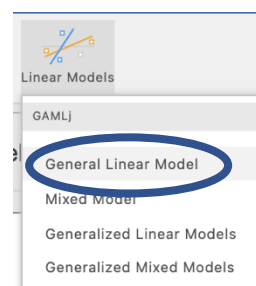 Linear Models
GAMLj
General Linear Model
Mixed Model
Generalized Linear Models
Generalized Mixed Models